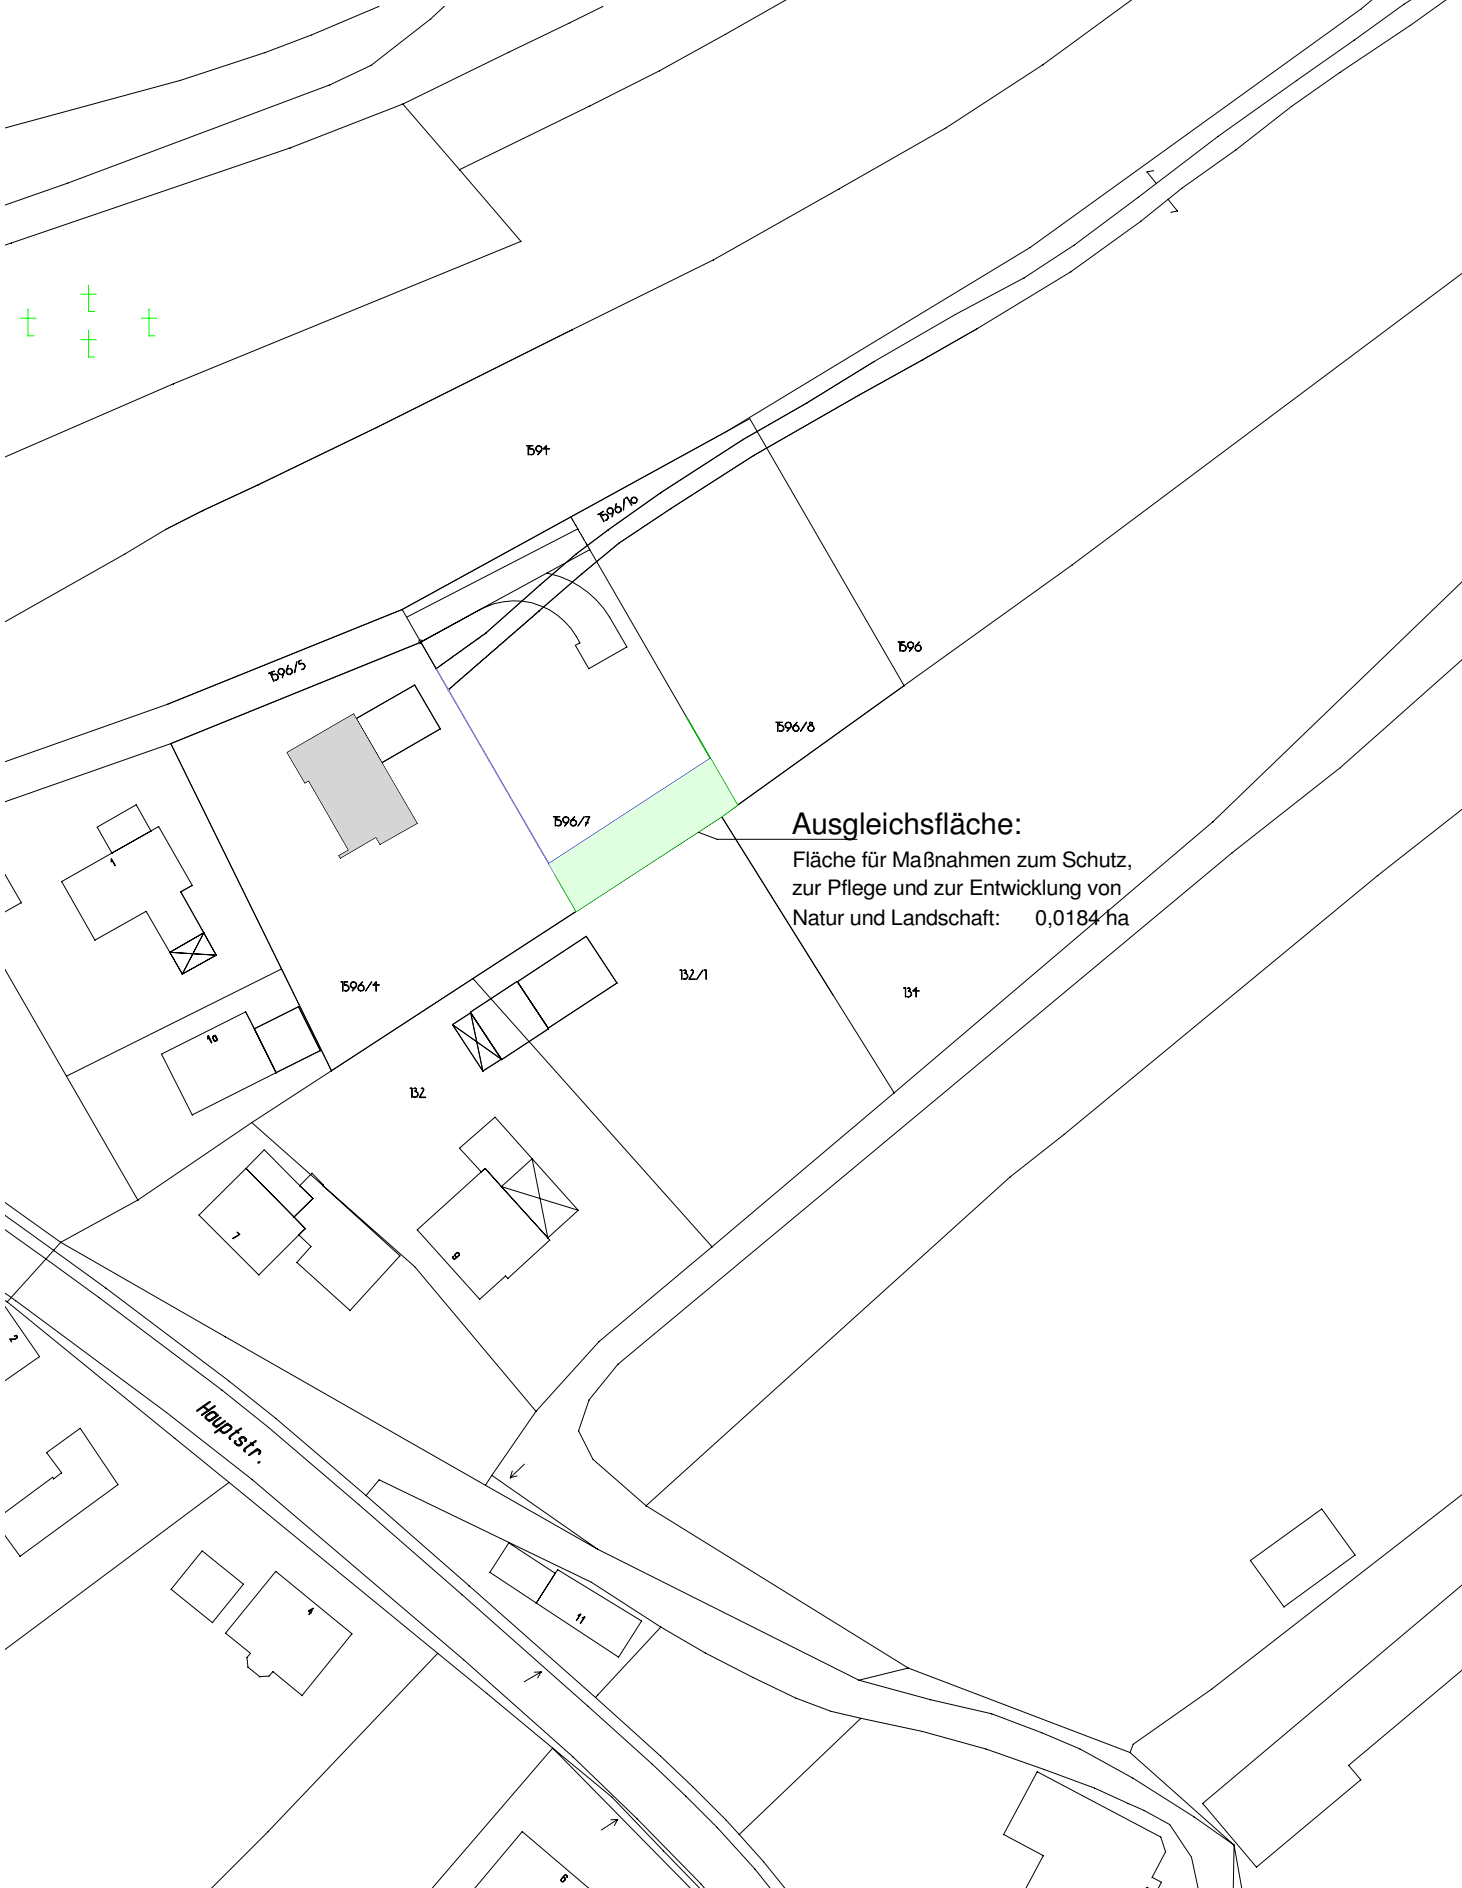 1594
1596/10
1596/5
1596
1596/8
1596/7
Ausgleichsfläche:
Fläche für Maßnahmen zum Schutz,
zur Pflege und zur Entwicklung von
Natur und Landschaft: 0,0184 ha
1
1596/4
132/1
134
1a
132
7
9
2
Hauptstr.
4
11
6